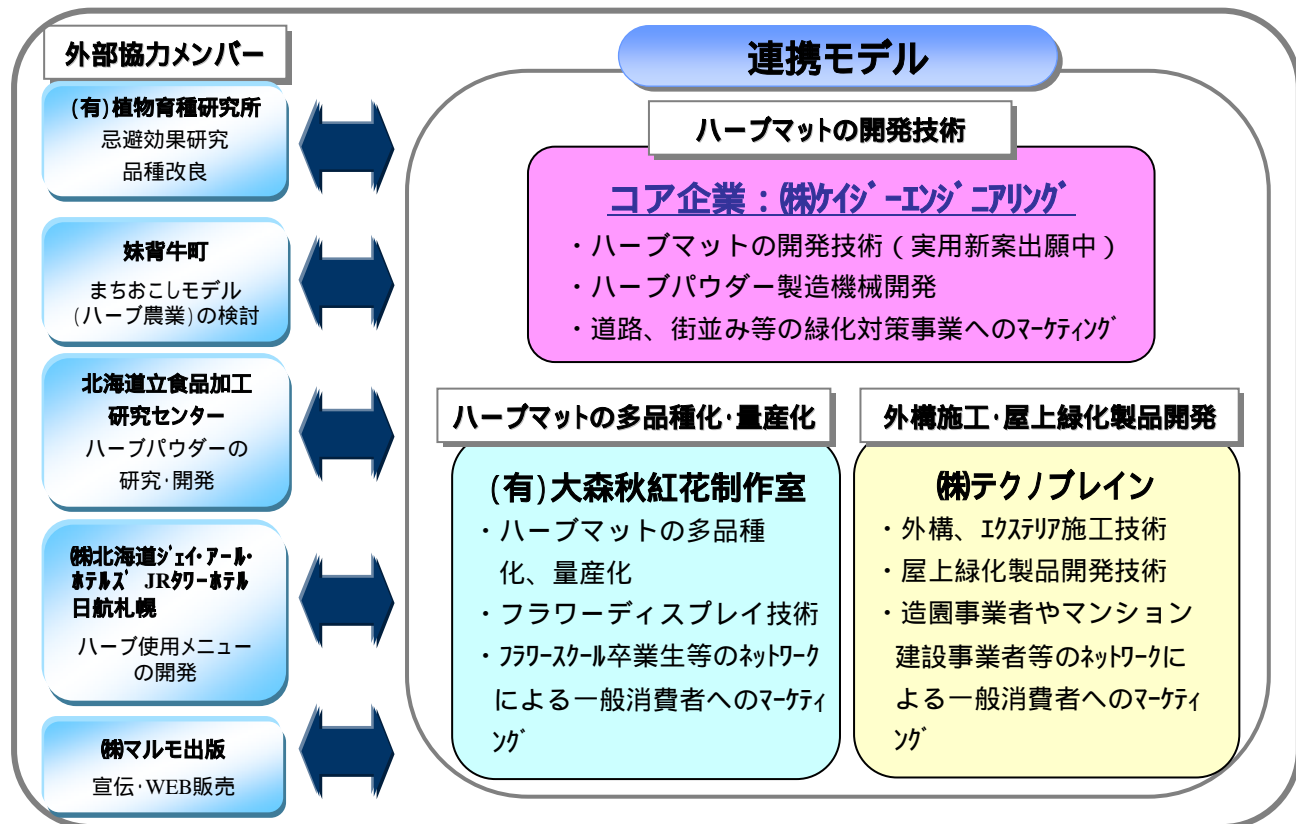 外部協力メンバー
(有)植物育種研究所
忌避効果研究
品種改良
妹背牛町
まちおこしモデル
(ハーブ農業)の検討
北海道立食品加工
研究センター
ハーブパウダーの
研究･開発
㈱北海道ｼﾞｪｲ･ｱｰﾙ･
ﾎﾃﾙｽﾞ JRﾀﾜｰﾎﾃﾙ
日航札幌
ハーブ使用メニュー
の開発
㈱マルモ出版
宣伝･WEB販売
連携モデル
ハーブマットの開発技術
コア企業：㈱ｹｲｼﾞｰｴﾝｼﾞﾆｱﾘﾝｸﾞ
・ハーブマットの開発技術（実用新案出願中）
・ハーブパウダー製造機械開発
・道路、街並み等の緑化対策事業へのﾏｰｹﾃｨﾝｸﾞ
ハーブマットの多品種化･量産化
(有)大森秋紅花制作室
・ハーブマットの多品種
化、量産化
・フラワーディスプレイ技術
・ﾌﾗﾜｰｽｸｰﾙ卒業生等のﾈｯﾄﾜｰｸ
による一般消費者へのﾏｰｹﾃｨ
ﾝｸﾞ
外構施工･屋上緑化製品開発
㈱テクノブレイン
・外構、ｴｸｽﾃﾘｱ施工技術
・屋上緑化製品開発技術
・造園事業者やマンション
建設事業者等のﾈｯﾄﾜｰｸに
よる一般消費者へのﾏｰｹﾃｨ
ﾝｸﾞ